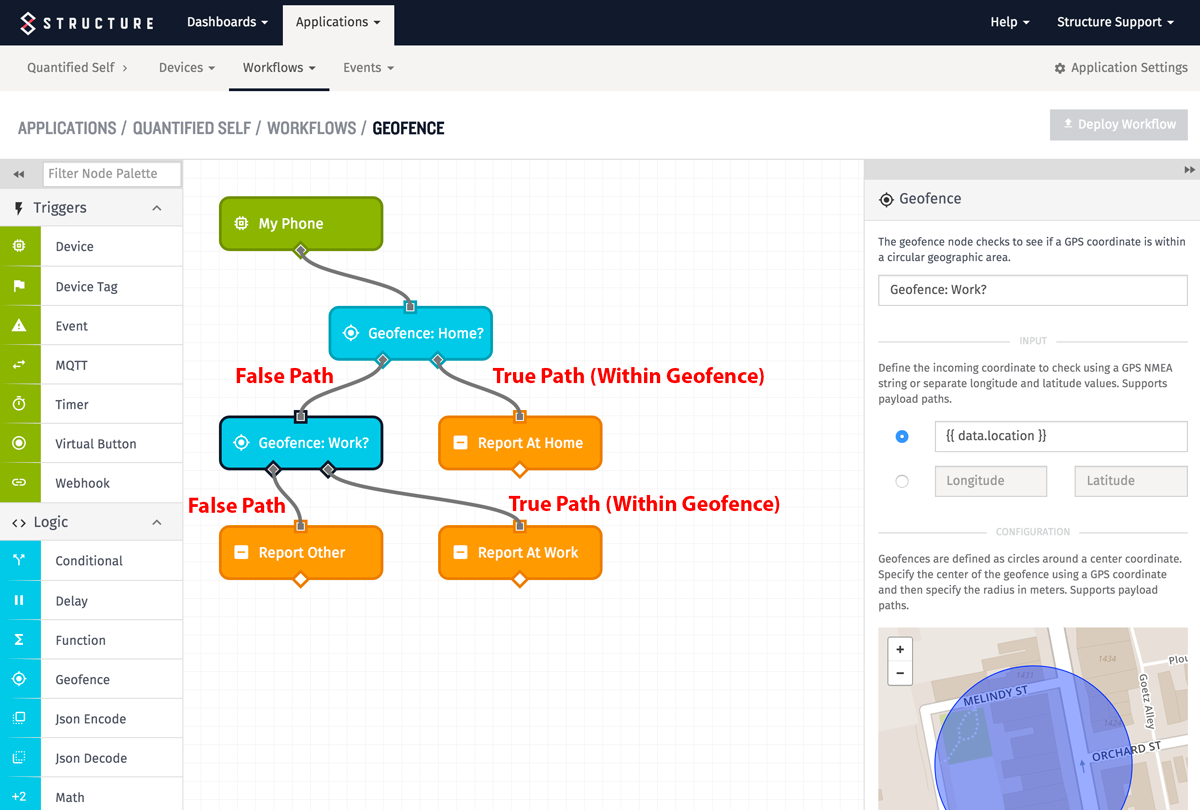 STRUCTURE
Dashboards
Applications
Help
Structure Support
Quantified Self
Devices
Workflows
Events
Application Settings
APPLICATIONS / QUANTIFIED SELF / WORKFLOWS / GEOFENCE
Deploy Workflow
Filter Node Palette
Triggers
Device
Device Tag
Event
MQTT
Timer
Virtual Button
Webhook
Logic
Conditional
Delay
Function
Geofence
Json Encode
Json Decode
+2 Math
My Phone
Geofence: Home?
False Path
True Path (Within Geofence)
Geofence: Work?
Report At Home
False Path
True Path (Within Geofence)
Report Other
Report At Work
Geofence
The geofence node checks to see if a GPS coordinate is within
a circular geographic area.
Geofence: Work?
INPUT
Define the incoming coordinate to check using a GPS NMEA
string or separate longitude and latitude values. Supports
payload paths.
{{ data.location }}
Longitude
Latitude
CONFIGURATION
Geofences are defined as circles around a center coordinate.
Specify the center of the geofence using a GPS coordinate
and then specify the radius in meters. Supports payload
paths.
+
−
1434
Plou
1431
MELINDY ST
Goetz Alley
1424
ORCHARD ST